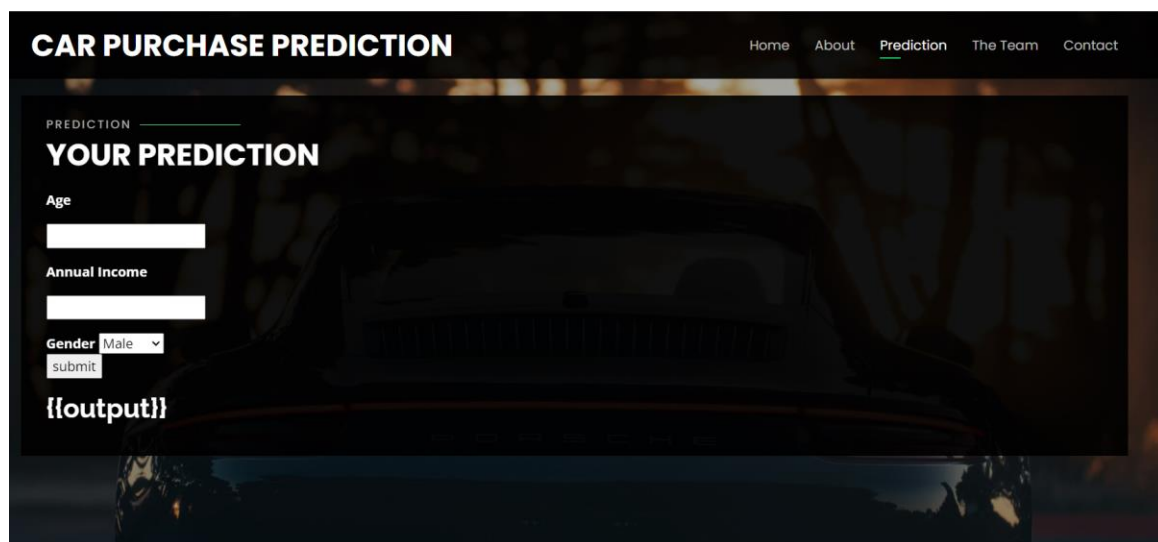 CAR PURCHASE PREDICTION
Home About Prediction The Team Contact
PREDICTION
YOUR PREDICTION
Age
Annual Income
Gender Male
submit
{{output}}
PORSCHE